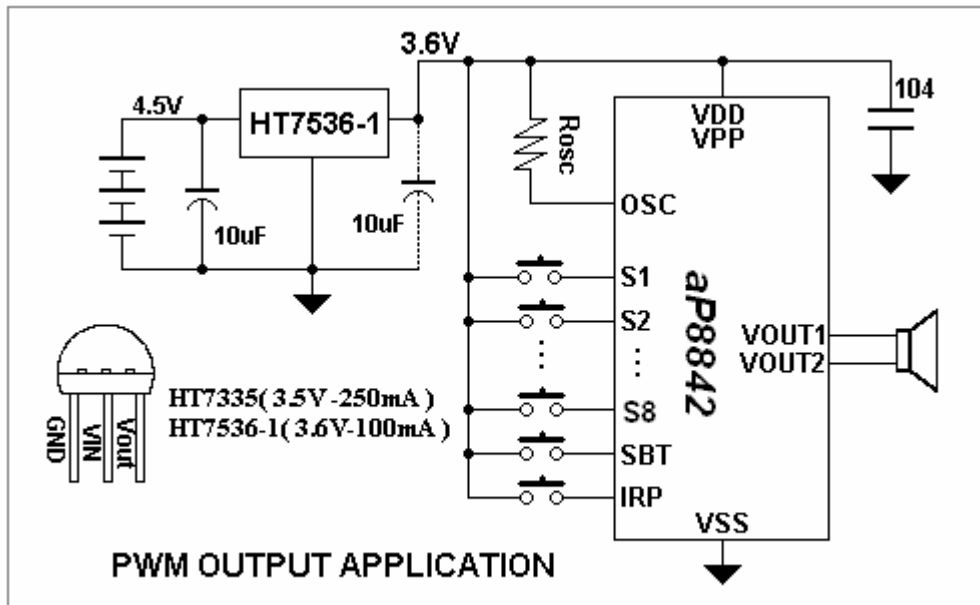 3.6V
4.5V
HT7536-1
10uF
10uF
Rosc
104
VDD
VPP
OSC
S1
S2
S8
SBT
IRP
aP8842
VOUT1
VOUT2
VSS
GND
VIN
Vout
HT7335( 3.5V-250mA )
HT7536-1( 3.6V-100mA )
PWM OUTPUT APPLICATION